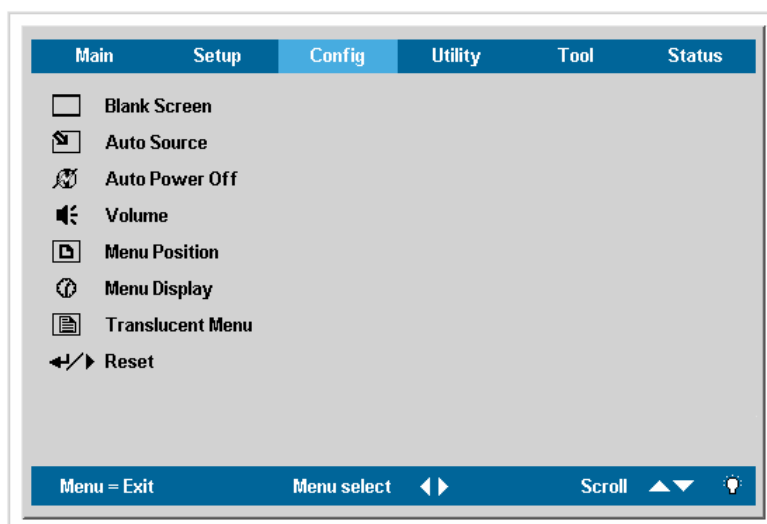 Main Setup Config Utility Tool Status
Blank Screen
Auto Source
Auto Power Off
Volume
Menu Position
Menu Display
Translucent Menu
Reset
Menu = Exit Menu select Scroll